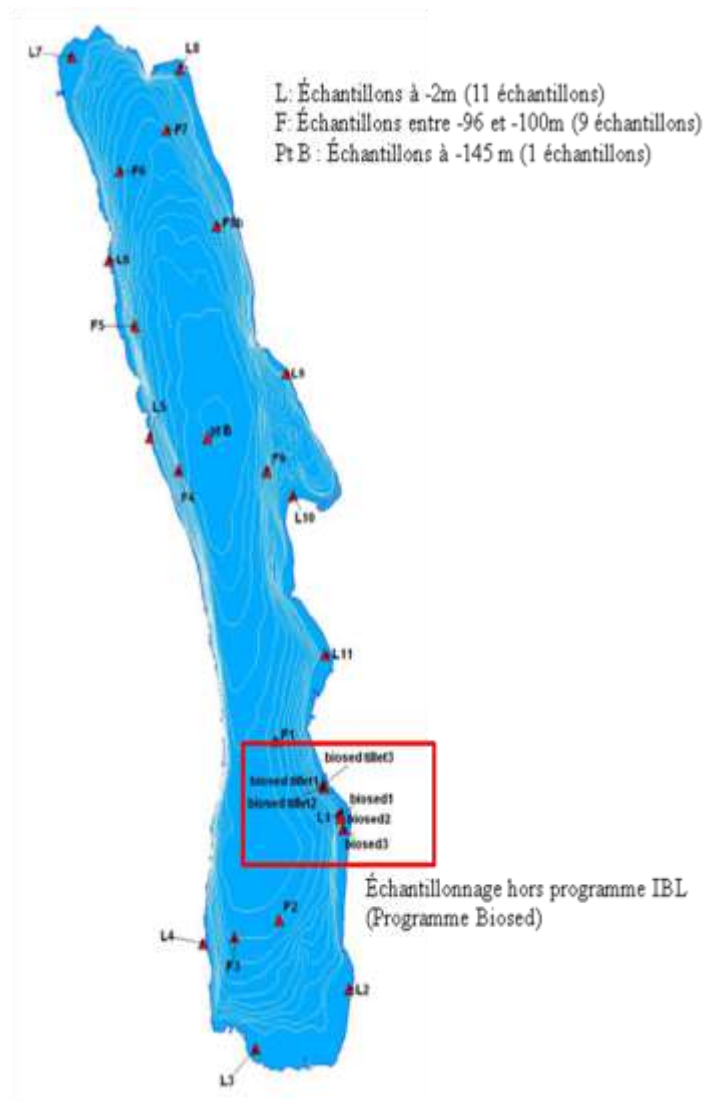 L7
L8
L: Échantillons à -2m (11 échantillons)
F: Échantillons entre -96 et -100m (9 échantillons)
Pt B : Échantillons à -145 m (1 échantillons)
P7
P6
L6
P5
L9
L5
pt B
P9
P4
L10
L11
P1
biosed tillet3
biosed tillet1
biosed tillet2
biosed1
L1
biosed2
biosed3
Échantillonnage hors programme IBL
(Programme Biosed)
P2
L4
P3
L2
L3